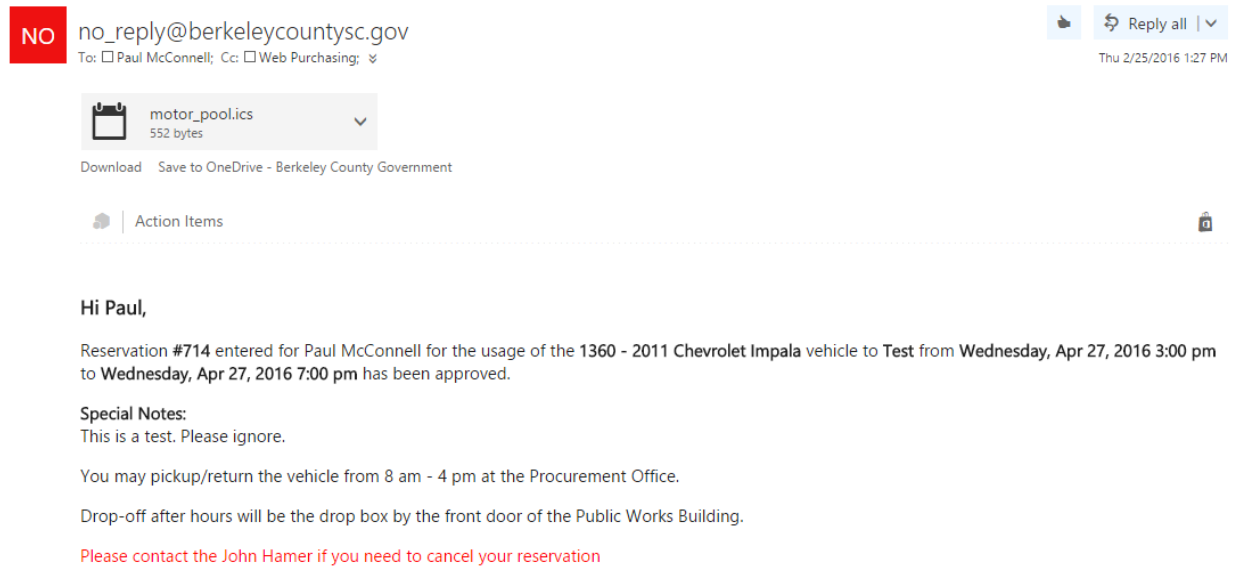 NO
no_reply@berkeleycountysc.gov
To: Paul McConnell; Cc: Web Purchasing;
Reply all
Thu 2/25/2016 1:27 PM
motor_pool.ics
552 bytes
Download Save to OneDrive - Berkeley County Government
Action Items
Hi Paul,
Reservation #714 entered for Paul McConnell for the usage of the 1360 - 2011 Chevrolet Impala vehicle to Test from Wednesday, Apr 27, 2016 3:00 pm
to Wednesday, Apr 27, 2016 7:00 pm has been approved.
Special Notes:
This is a test. Please ignore.
You may pickup/return the vehicle from 8 am - 4 pm at the Procurement Office.
Drop-off after hours will be the drop box by the front door of the Public Works Building.
Please contact the John Hamer if you need to cancel your reservation